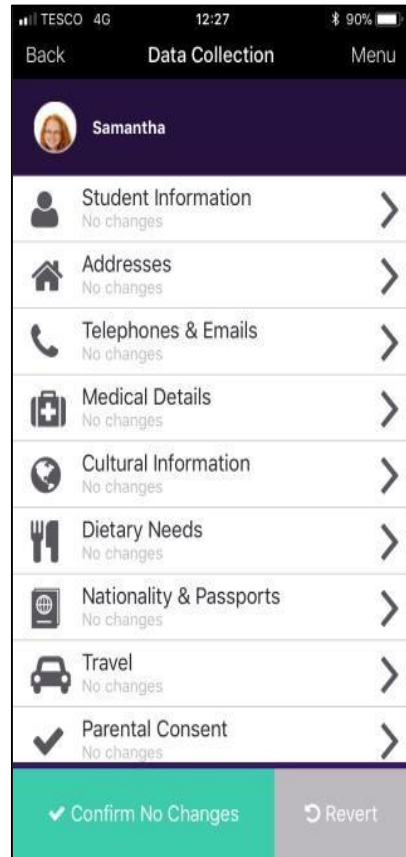 TESCO 4G 12:27 90%
Back Data Collection Menu
Samantha
Student Information
No changes
Addresses
No changes
Telephones & Emails
No changes
Medical Details
No changes
Cultural Information
No changes
Dietary Needs
No changes
Nationality & Passports
No changes
Travel
No changes
Parental Consent
No changes
Confirm No Changes Revert